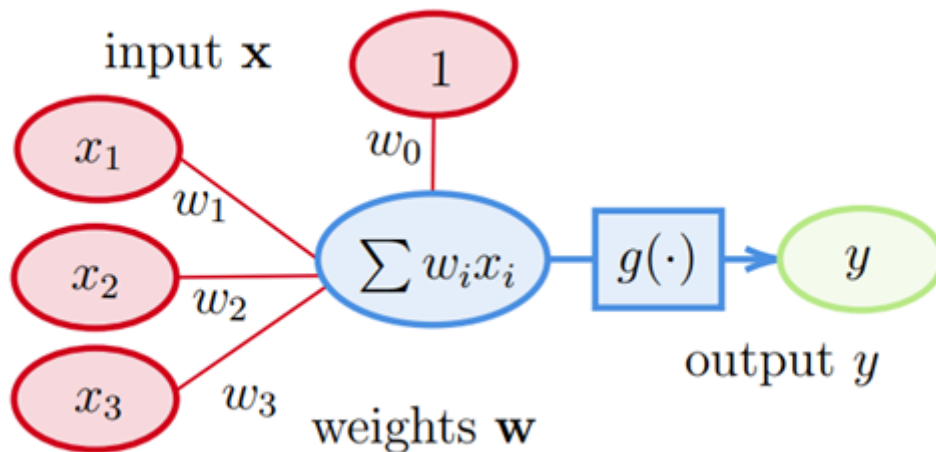 input x
1
x₁
w₀
w₁
x₂
w₂
∑ wᵢxᵢ
g(·)
y
x₃
w₃
output y
weights w